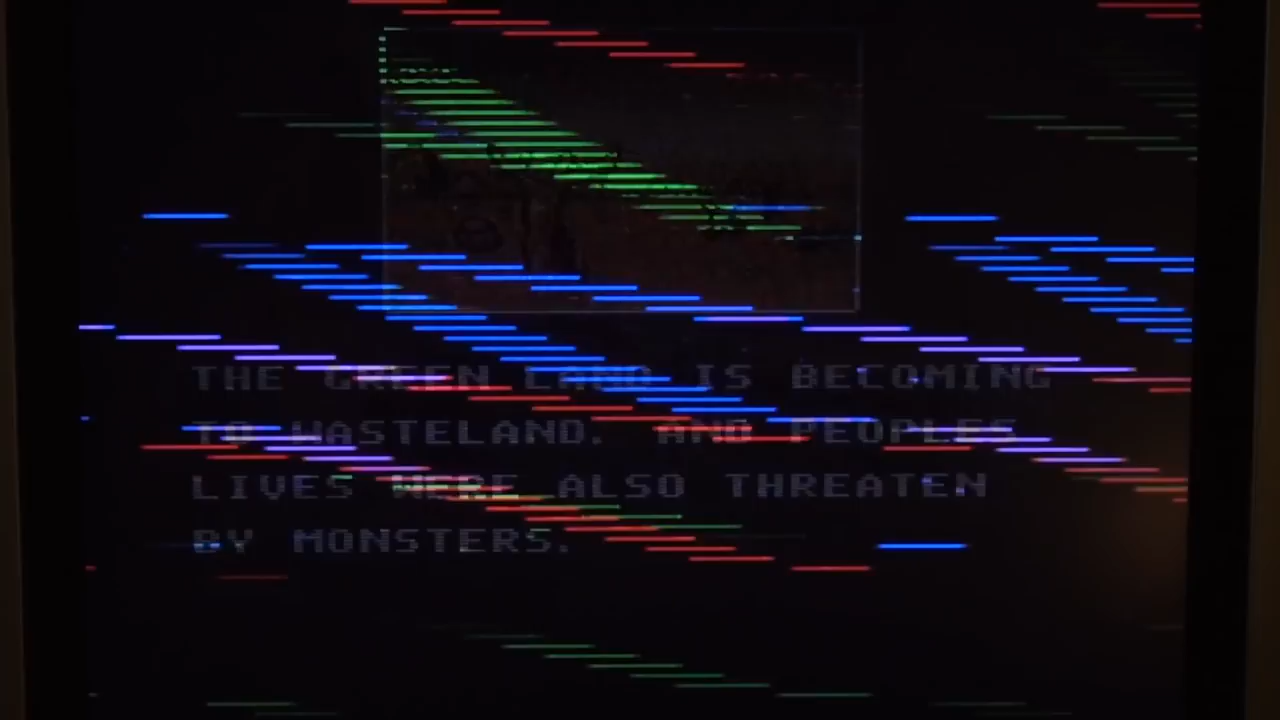 THE GREEN LAND IS BECOMING
TO WASTELAND. AND PEOPLES
LIVES WERE ALSO THREATEN
BY MONSTERS.